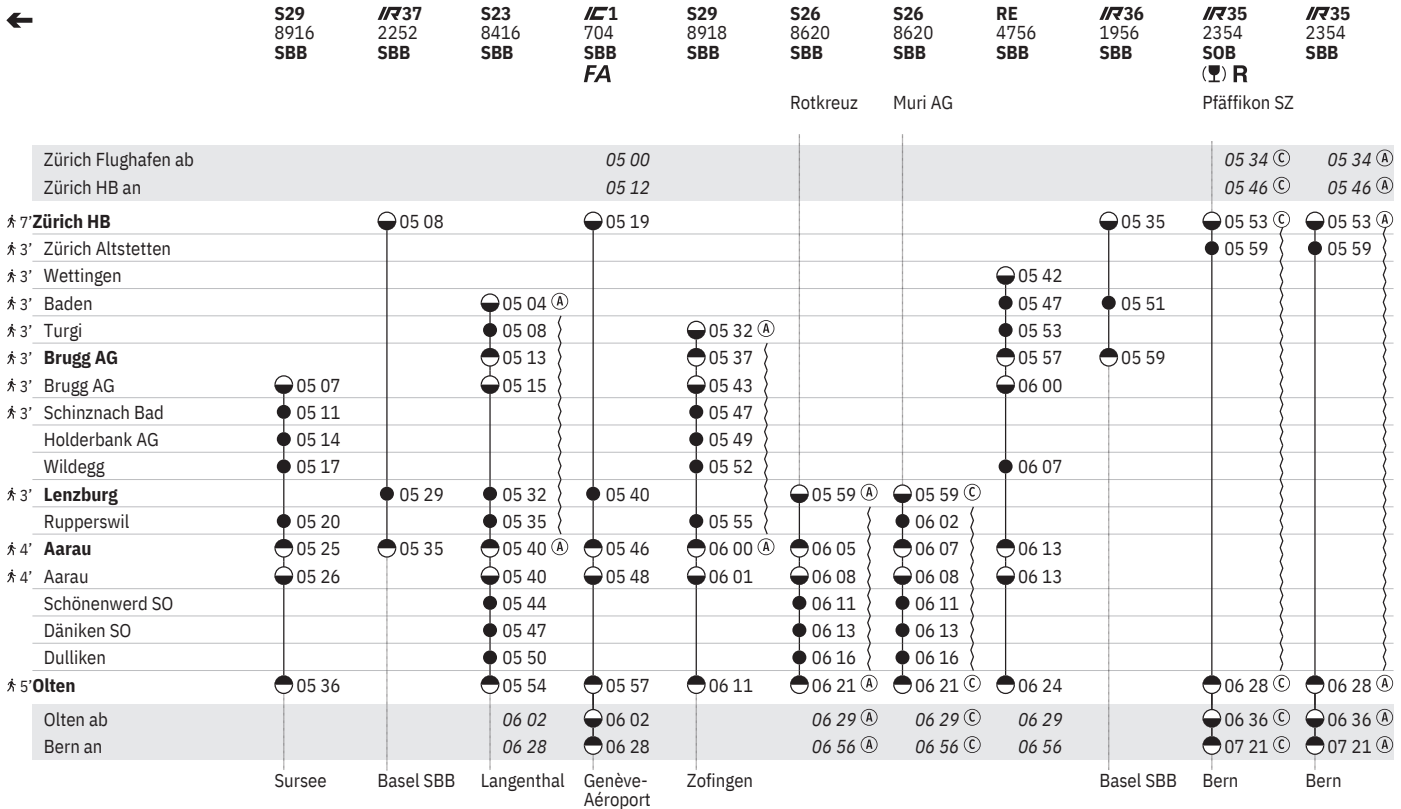 S29 IR37 S23 IC1 S29 S26 S26 RE IR36 IR35 IR35
8916 2252 8416 704 8918 8620 8620 4756 1956 2354 2354
SBB SBB SBB SBB SBB SBB SBB SBB SBB SOB SBB
FA R
Rotkreuz Muri AG Pfäffikon SZ
Zürich Flughafen ab 05 00 05 34 Ⓒ 05 34 Ⓐ
Zürich HB an 05 12 05 46 Ⓒ 05 46 Ⓐ
7’ Zürich HB 05 08 05 19 05 35 05 53 Ⓒ 05 53 Ⓐ
3’ Zürich Altstetten 05 59 05 59
3’ Wettingen 05 42
3’ Baden 05 04 Ⓐ 05 47 05 51
3’ Turgi 05 08 05 32 Ⓐ 05 53
3’ Brugg AG 05 13 05 37 05 57 05 59
3’ Brugg AG 05 07 05 15 05 43 06 00
3’ Schinznach Bad 05 11 05 47
Holderbank AG 05 14 05 49
Wildegg 05 17 05 52 06 07
3’ Lenzburg 05 29 05 32 05 40 05 59 Ⓐ 05 59 Ⓒ
Rupperswil 05 20 05 35 05 55 06 02
4’ Aarau 05 25 05 35 05 40 Ⓐ 05 46 06 00 Ⓐ 06 05 06 07 06 13
4’ Aarau 05 26 05 40 05 48 06 01 06 08 06 08 06 13
Schönenwerd SO 05 44 06 11 06 11
Däniken SO 05 47 06 13 06 13
Dulliken 05 50 06 16 06 16
5’ Olten 05 36 05 54 05 57 06 11 06 21 Ⓐ 06 21 Ⓒ 06 24 06 28 Ⓒ 06 28 Ⓐ
Olten ab 06 02 06 02 06 29 Ⓐ 06 29 Ⓒ 06 29 06 36 Ⓒ 06 36 Ⓐ
Bern an 06 28 06 28 06 56 Ⓐ 06 56 Ⓒ 06 56 07 21 Ⓒ 07 21 Ⓐ
Sursee Basel SBB Langenthal Genève- Zofingen Basel SBB Bern Bern
Aéroport